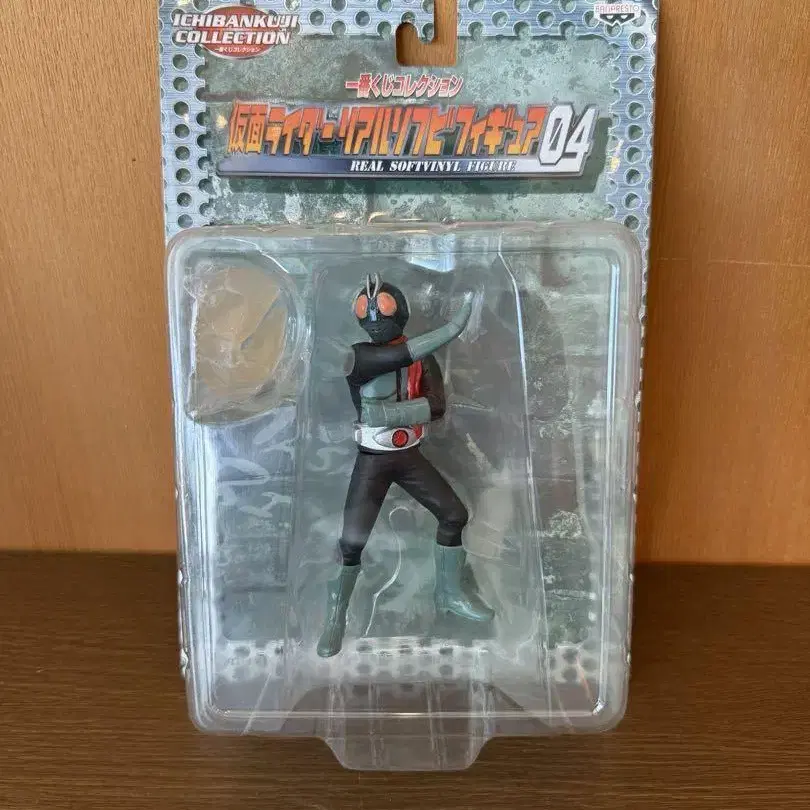 ICHIBANKUJI
COLLECTION
一番くじコレクション
BANPRESTO
一番くじコレクション
仮面ライダー リアルソフビフィギュア04
REAL SOFTVINYL FIGURE